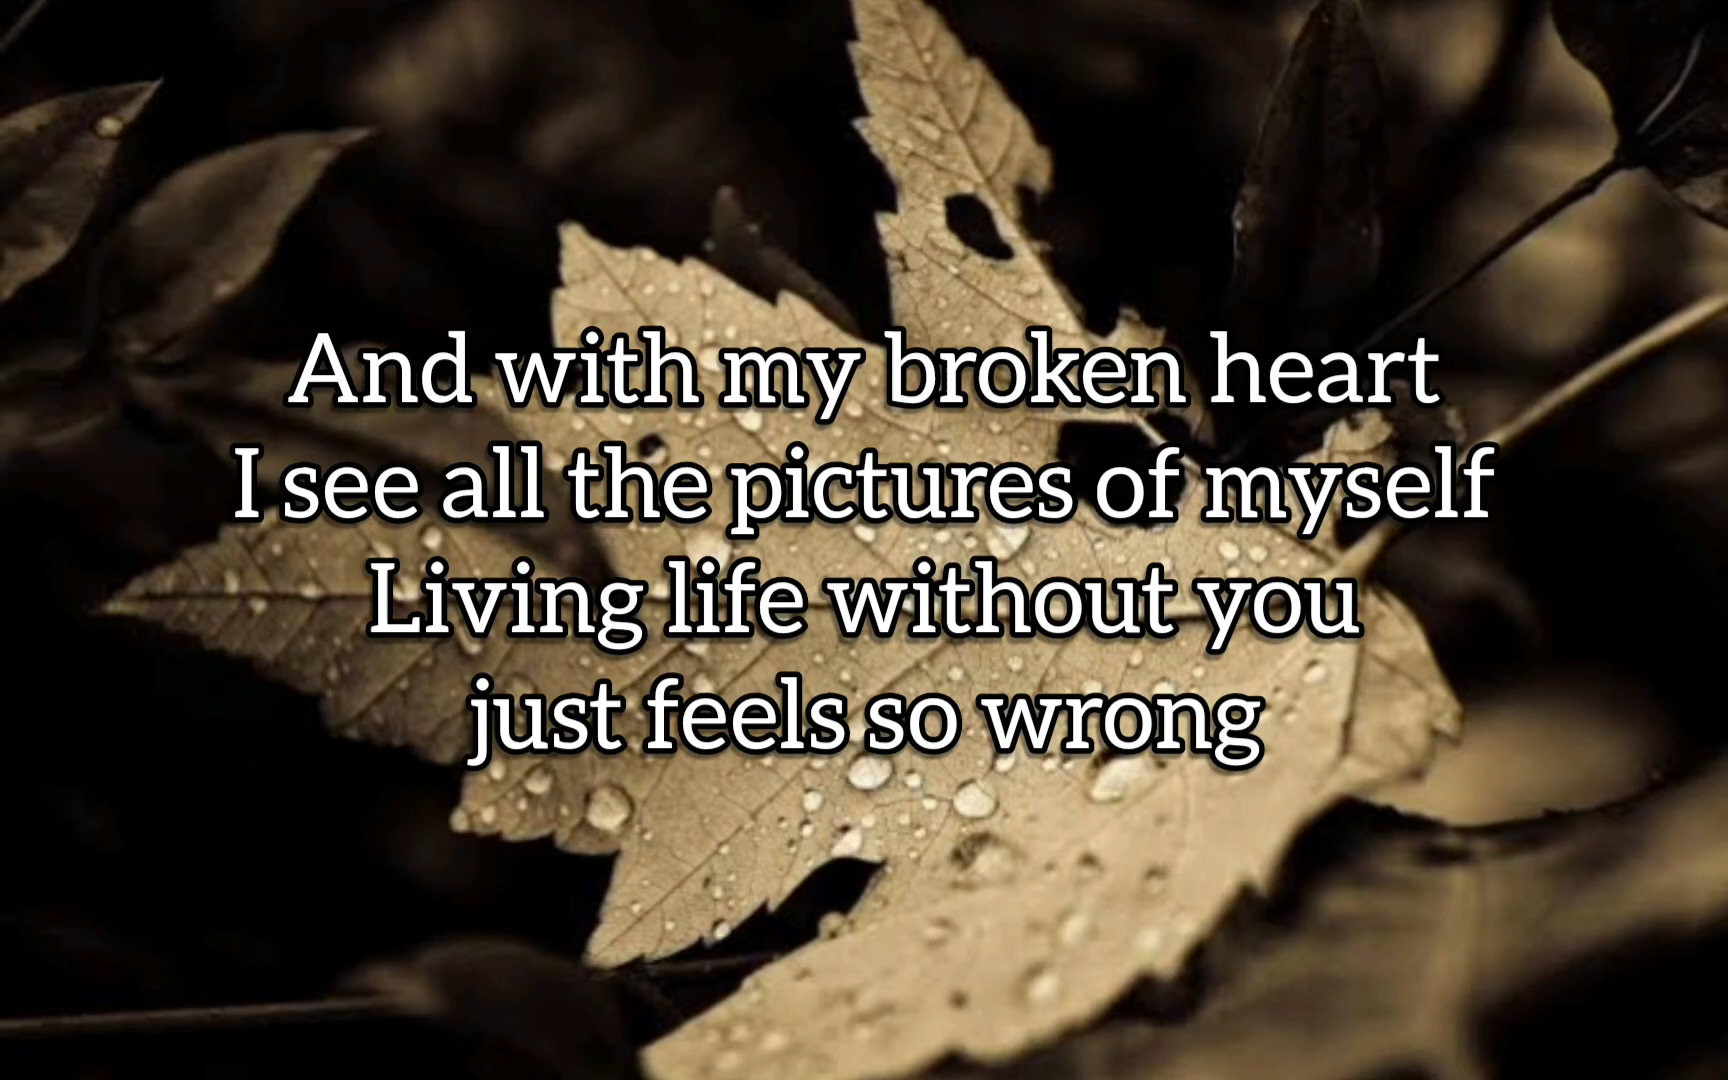 And with my broken heart
I see all the pictures of myself
Living life without you
just feels so wrong